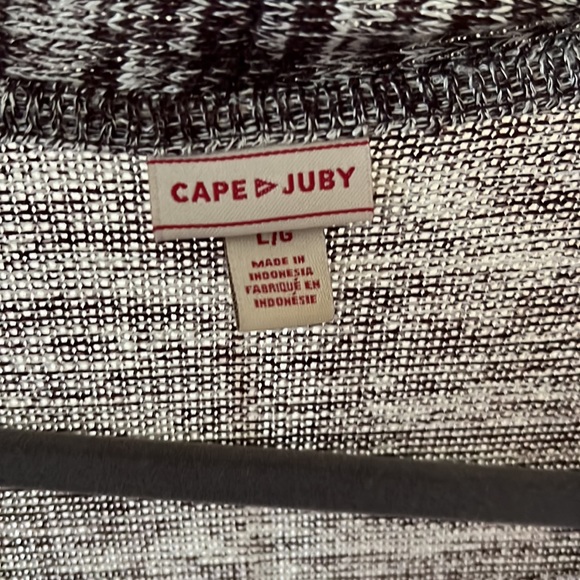 CAPE JUBY
L/G
MADE IN
INDONESIA
FABRIQUÉ EN
INDONÉSIE